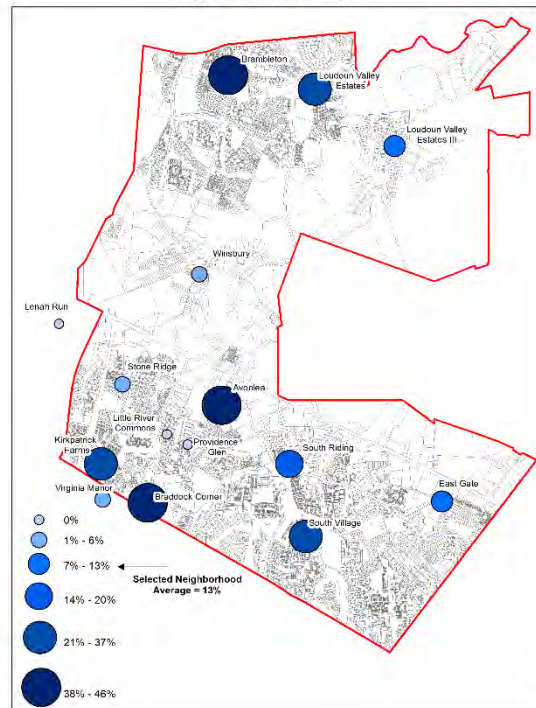 Brambleton
Loudoun Valley
Estates
Loudoun Valley
Estates III
Winsbury
Lenah Run
Stone Ridge
Avonlea
Little River
Commons
Providence
Glen
Kirkpatrick
Farms
South Riding
Virginia Manor
Braddock Corner
East Gate
South Village
0%
1% - 6%
7% - 13%
Selected Neighborhood
Average = 13%
14% - 20%
21% - 37%
38% - 46%